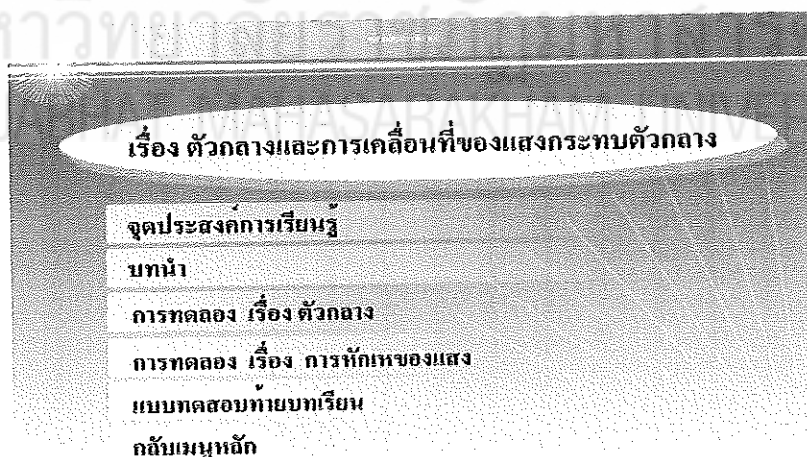 เรื่อง ตัวกลางและการเคลื่อนที่ของแสงกระทบตัวกลาง
จุดประสงค์การเรียนรู้
บทนำ
การทดลอง เรื่อง ตัวกลาง
การทดลอง เรื่อง การหักเหของแสง
แบบทดสอบท้ายบทเรียน
กลับเมนูหลัก